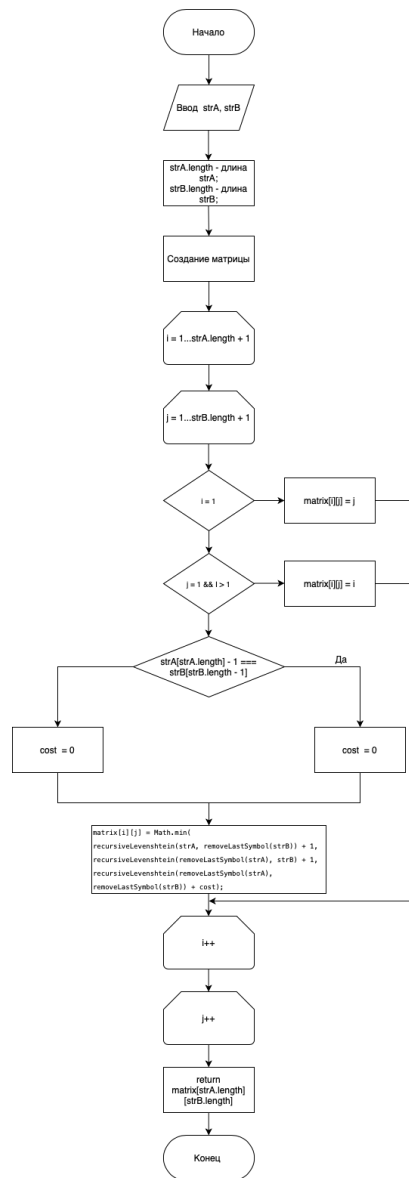 Начало
Ввод strA, strB
strA.length - длина
strA;
strB.length - длина
strB;
Создание матрицы
i = 1...strA.length + 1
j = 1...strB.length + 1
i = 1
matrix[i][j] = j
j = 1 && I > 1
matrix[i][j] = i
strA[strA.length] - 1 ===
strB[strB.length - 1]
Да
cost = 0
cost = 0
matrix[i][j] = Math.min(
recursiveLevenshtein(strA, removeLastSymbol(strB)) + 1,
recursiveLevenshtein(removeLastSymbol(strA), strB) + 1,
recursiveLevenshtein(removeLastSymbol(strA),
removeLastSymbol(strB)) + cost);
i++
j++
return
matrix[strA.length]
[strB.length]
Конец